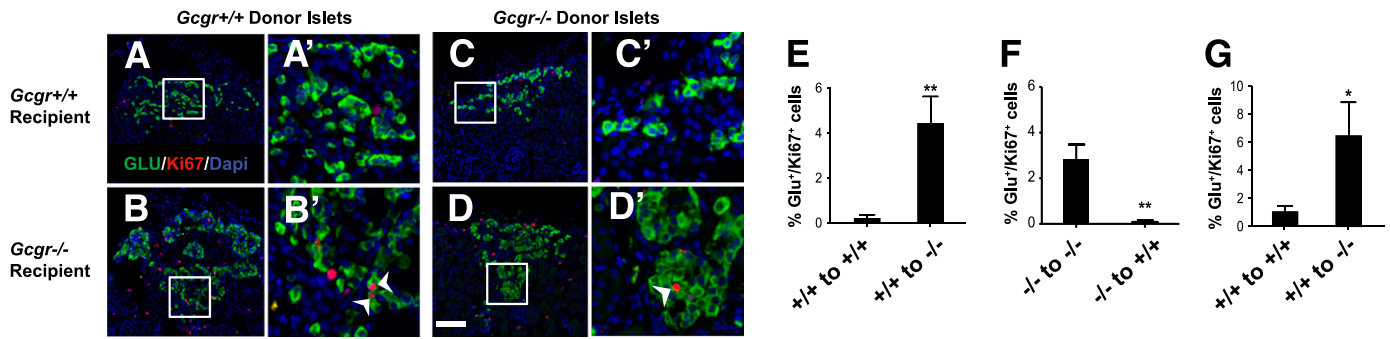 Gcgr+/+ Donor Islets
Gcgr-/- Donor Islets
Gcgr+/+
Recipient
A
A'
C
C'
GLU/Ki67/Dapi
Gcgr-/-
Recipient
B
B'
D
D'
E
% Glu⁺/Ki67⁺ cells
6
4
2
0
**
+/+ to +/+
+/+ to -/-
F
% Glu⁺/Ki67⁺ cells
6
4
2
0
**
-/- to -/-
-/- to +/+
G
% Glu⁺/Ki67⁺ cells
10
8
6
4
2
0
*
+/+ to +/+
+/+ to -/-